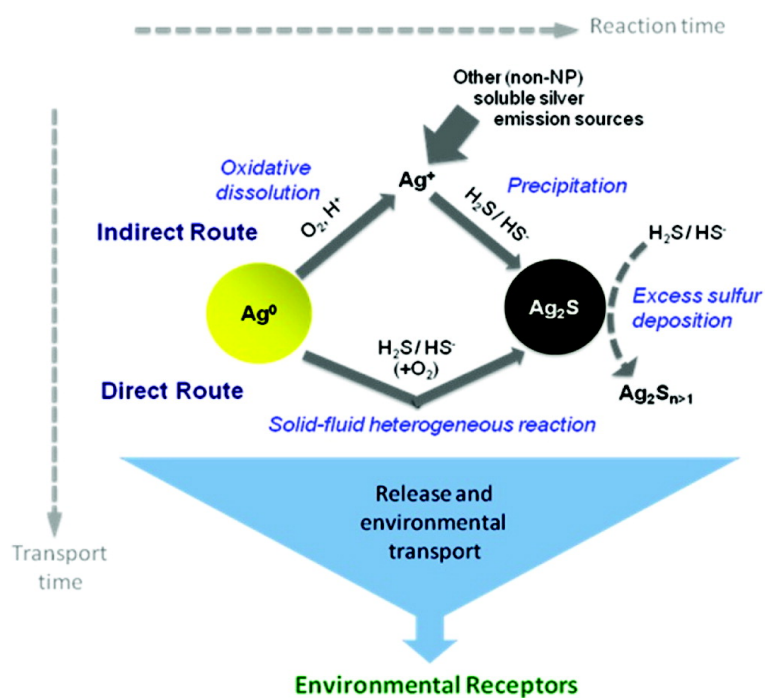 Reaction time
Other (non-NP)
soluble silver
emission sources
Oxidative
dissolution
Ag⁺
Precipitation
O₂, H⁺
H₂S/HS⁻
Indirect Route
H₂S/HS⁻
Ag⁰
Ag₂S
Excess sulfur
deposition
H₂S/HS⁻
(+O₂)
Direct Route
Ag₂Sₙ>₁
Solid-fluid heterogeneous reaction
Release and
environmental
transport
Transport
time
Environmental Receptors